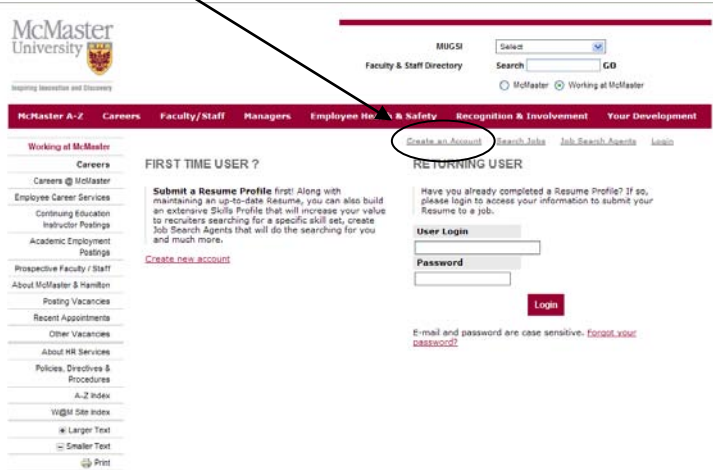 McMaster
University
Inspiring Innovation and Discovery
MUGSI
Select
Faculty & Staff Directory
Search
GO
McMaster
Working at McMaster
McMaster A-Z
Careers
Faculty/Staff
Managers
Employee Health & Safety
Recognition & Involvement
Your Development
Create an Account
Search Jobs
Job Search Agents
Login
Working at McMaster
Careers
Careers @ McMaster
Employee Career Services
Continuing Education
Instructor Postings
Academic Employment
Postings
Prospective Faculty / Staff
About McMaster & Hamilton
Posting Vacancies
Recent Appointments
Other Vacancies
About HR Services
Policies, Directives &
Procedures
A-Z Index
W@M Site Index
Larger Text
Smaller Text
Print
FIRST TIME USER ?
Submit a Resume Profile first! Along with
maintaining an up-to-date Resume, you can also build
an extensive Skills Profile that will increase your value
to recruiters searching for a specific skill set, create
Job Search Agents that will do the searching for you
and much more.
Create new account
RETURNING USER
Have you already completed a Resume Profile? If so,
please login to access your information to submit your
Resume to a job.
User Login
Password
Login
E-mail and password are case sensitive. Forgot your
password?